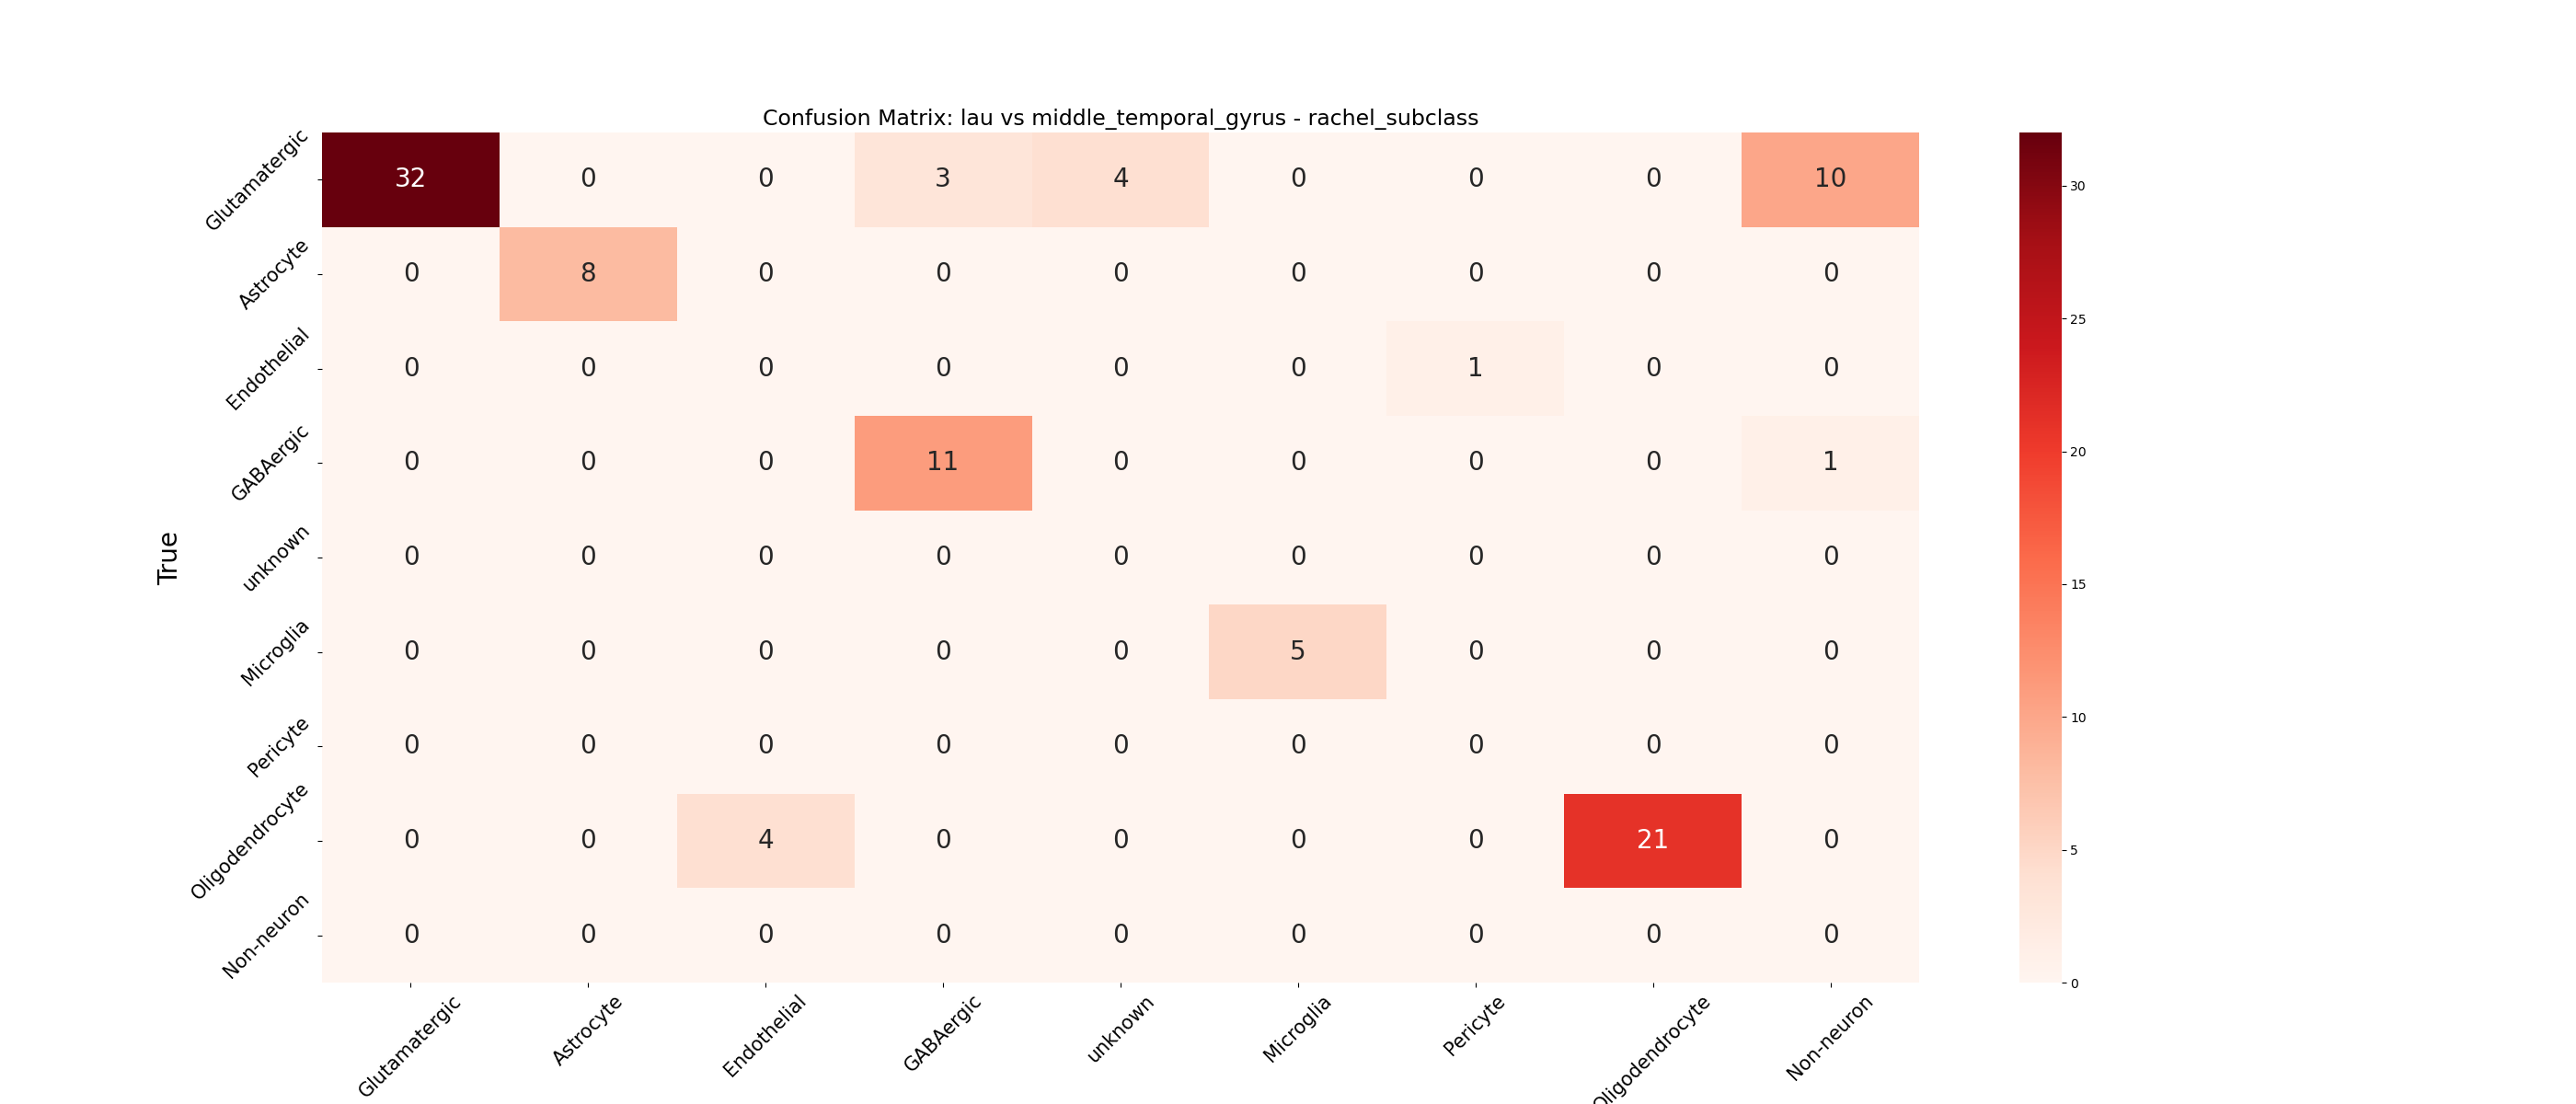 Confusion Matrix: lau vs middle_temporal_gyrus - rachel_subclass
Glutamatergic 32 0 0 3 4 0 0 0 10
Astrocyte 0 8 0 0 0 0 0 0 0
Endothelial 0 0 0 0 0 0 1 0 0
GABAergic 0 0 0 11 0 0 0 0 1
unknown 0 0 0 0 0 0 0 0 0
Microglia 0 0 0 0 0 5 0 0 0
Pericyte 0 0 0 0 0 0 0 0 0
Oligodendrocyte 0 0 4 0 0 0 0 21 0
Non-neuron 0 0 0 0 0 0 0 0 0
True
Glutamatergic Astrocyte Endothelial GABAergic unknown Microglia Pericyte Oligodendrocyte Non-neuron
30
25
20
15
10
5
0